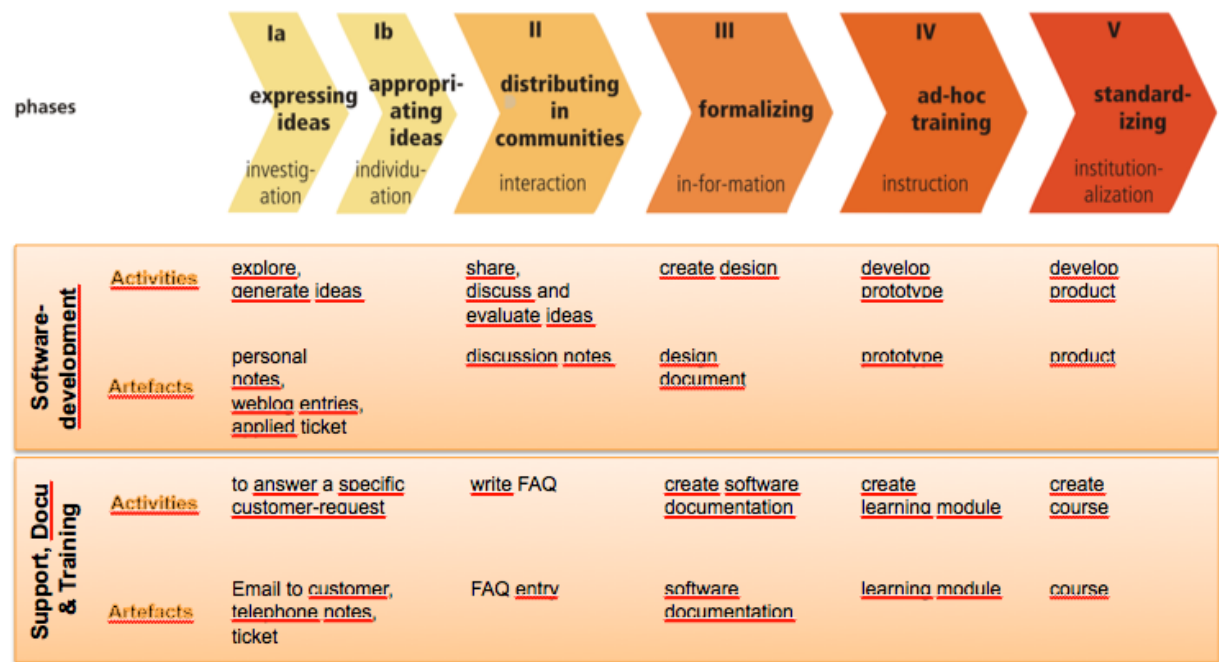 Ia
Ib
II
III
IV
V
phases
expressing
ideas
appropri-
ating
ideas
distributing
in
communities
formalizing
ad-hoc
training
standard-
izing
investig-
ation
individu-
ation
interaction
in-for-mation
instruction
institution-
alization
Software-
development
Activities
explore,
generate ideas
share,
discuss and
evaluate ideas
create design
develop
prototype
develop
product
Artefacts
personal
notes,
weblog entries,
applied ticket
discussion notes
design
document
prototype
product
Support, Docu
& Training
Activities
to answer a specific
customer-request
write FAQ
create software
documentation
create
learning module
create
course
Artefacts
Email to customer,
telephone notes,
ticket
FAQ entry
software
documentation
learning module
course